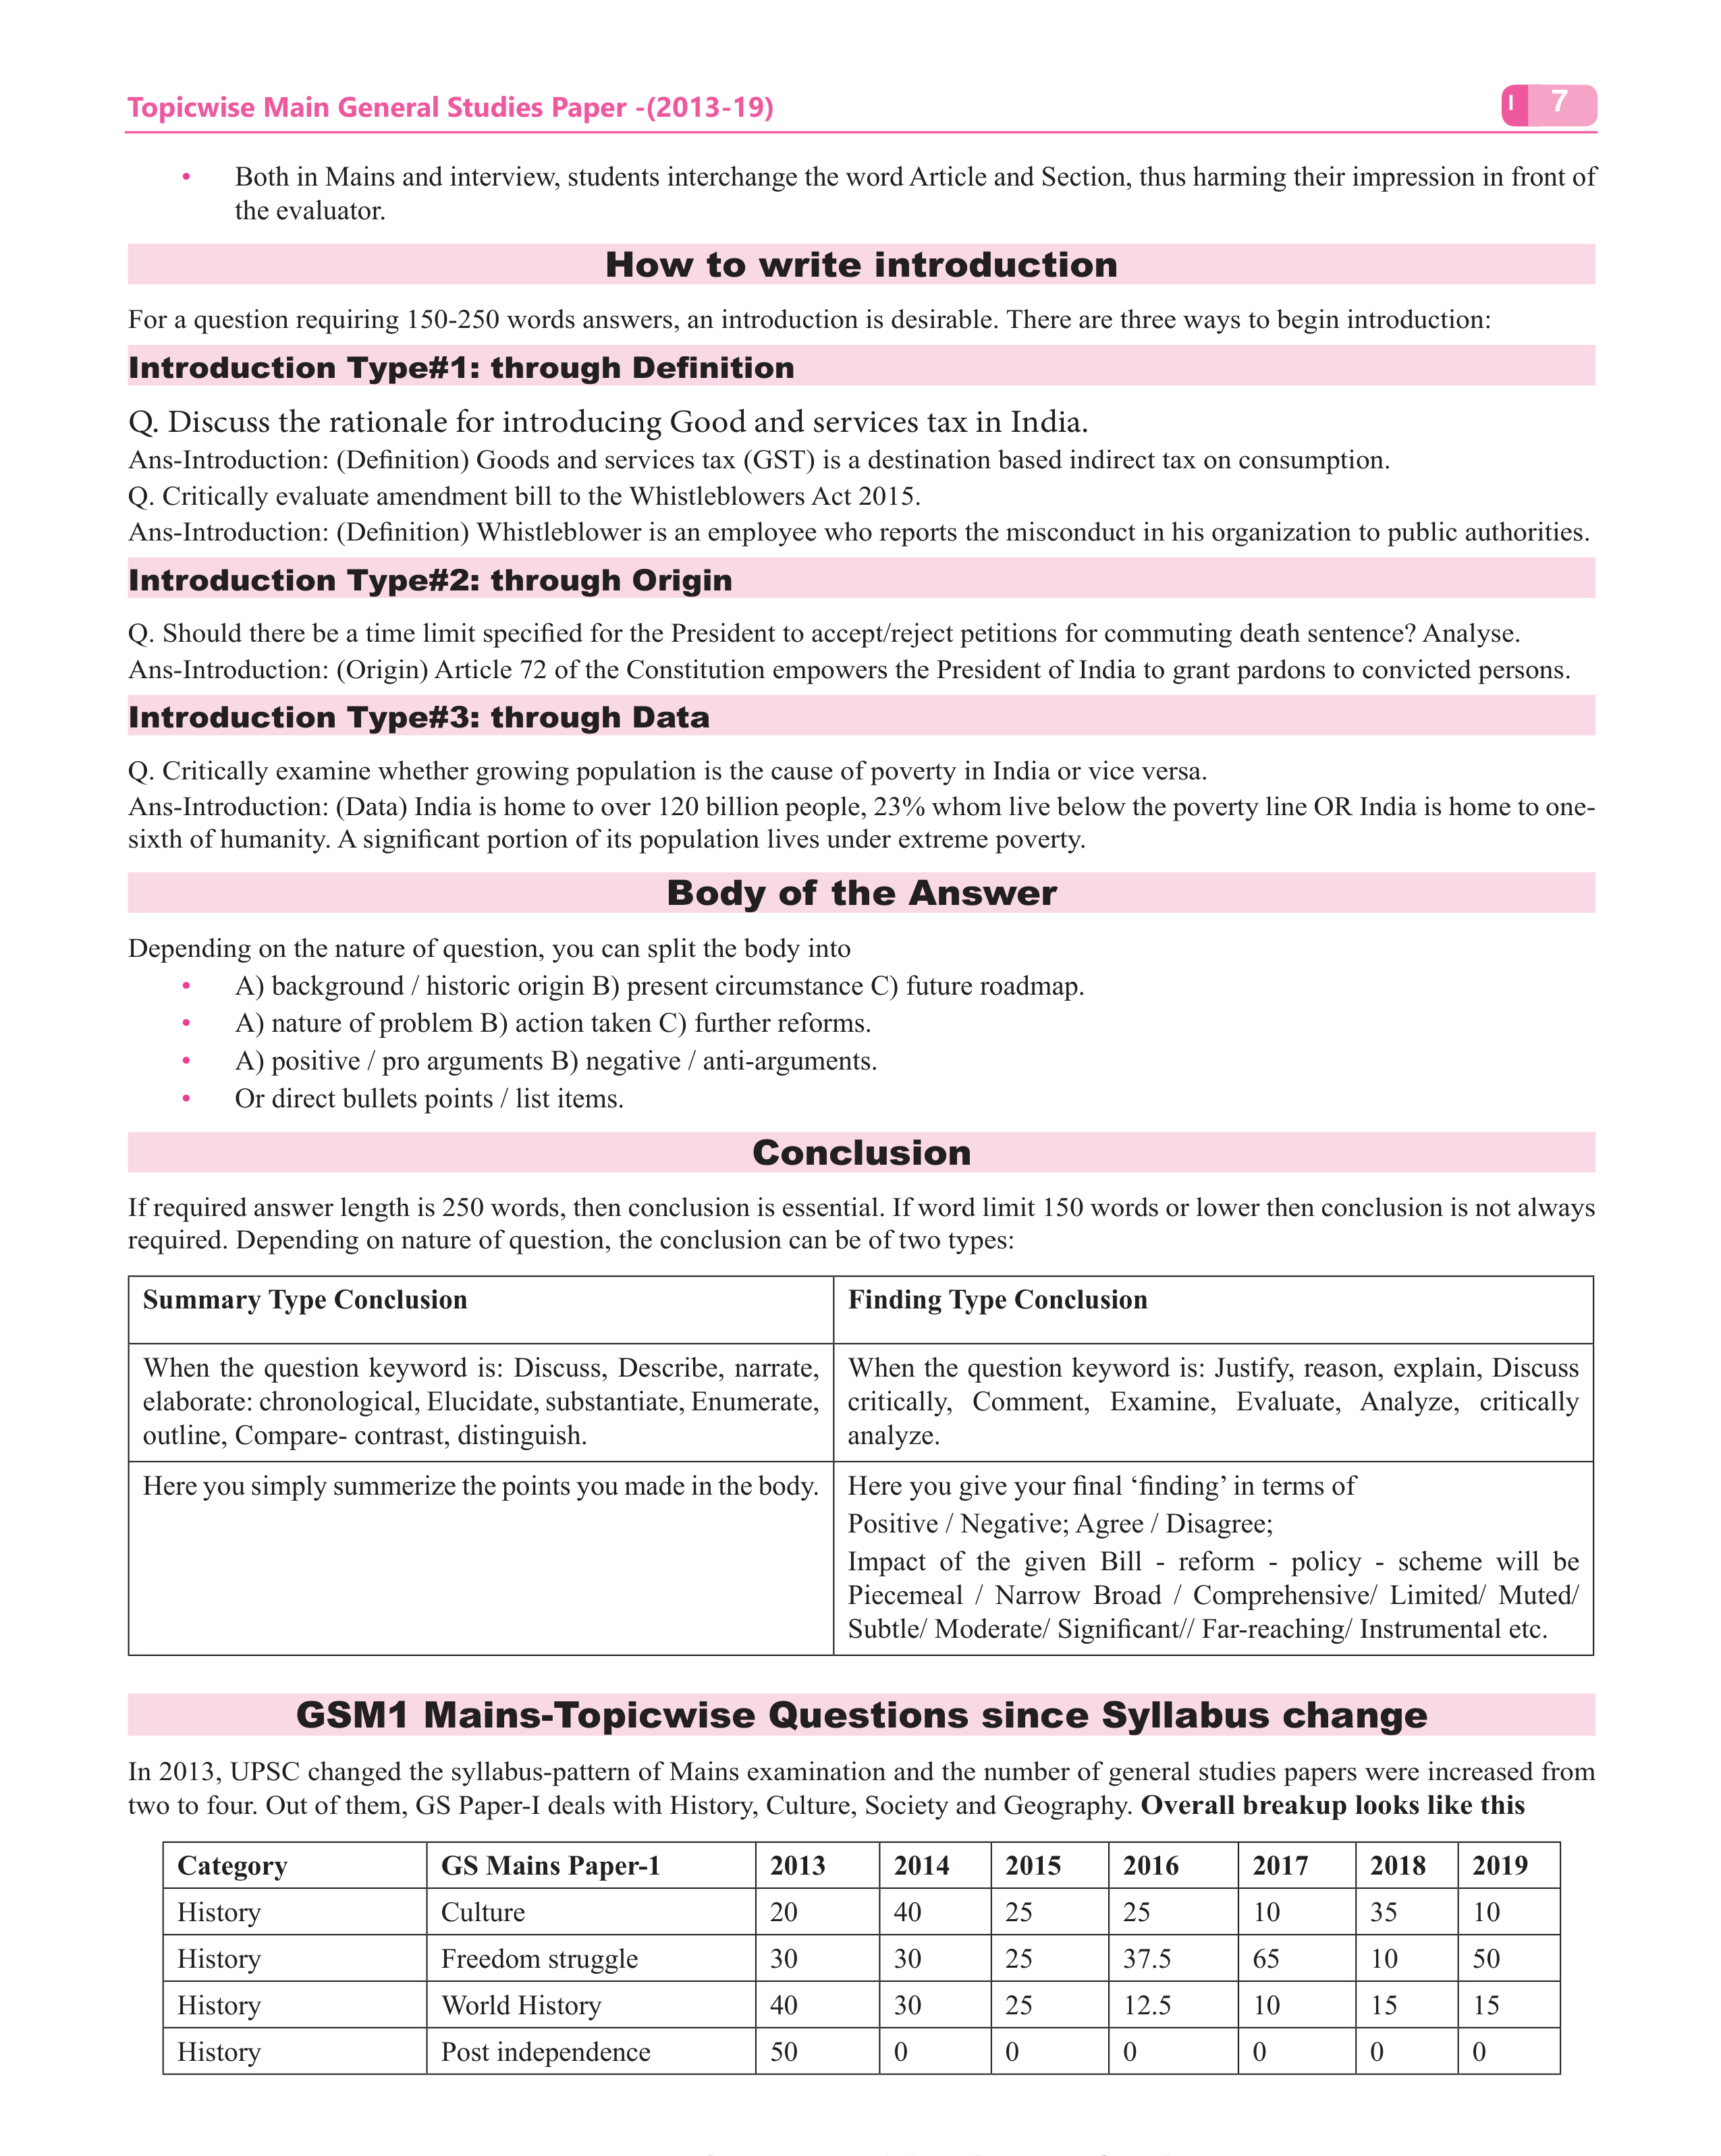 Topicwise Main General Studies Paper -(2013-19)
I 7
• Both in Mains and interview, students interchange the word Article and Section, thus harming their impression in front of
the evaluator.
How to write introduction
For a question requiring 150-250 words answers, an introduction is desirable. There are three ways to begin introduction:
Introduction Type#1: through Definition
Q. Discuss the rationale for introducing Good and services tax in India.
Ans-Introduction: (Definition) Goods and services tax (GST) is a destination based indirect tax on consumption.
Q. Critically evaluate amendment bill to the Whistleblowers Act 2015.
Ans-Introduction: (Definition) Whistleblower is an employee who reports the misconduct in his organization to public authorities.
Introduction Type#2: through Origin
Q. Should there be a time limit specified for the President to accept/reject petitions for commuting death sentence? Analyse.
Ans-Introduction: (Origin) Article 72 of the Constitution empowers the President of India to grant pardons to convicted persons.
Introduction Type#3: through Data
Q. Critically examine whether growing population is the cause of poverty in India or vice versa.
Ans-Introduction: (Data) India is home to over 120 billion people, 23% whom live below the poverty line OR India is home to one-
sixth of humanity. A significant portion of its population lives under extreme poverty.
Body of the Answer
Depending on the nature of question, you can split the body into
• A) background / historic origin B) present circumstance C) future roadmap.
• A) nature of problem B) action taken C) further reforms.
• A) positive / pro arguments B) negative / anti-arguments.
• Or direct bullets points / list items.
Conclusion
If required answer length is 250 words, then conclusion is essential. If word limit 150 words or lower then conclusion is not always
required. Depending on nature of question, the conclusion can be of two types:
Summary Type Conclusion
Finding Type Conclusion
When the question keyword is: Discuss, Describe, narrate,
elaborate: chronological, Elucidate, substantiate, Enumerate,
outline, Compare- contrast, distinguish.
When the question keyword is: Justify, reason, explain, Discuss
critically, Comment, Examine, Evaluate, Analyze, critically
analyze.
Here you simply summerize the points you made in the body.
Here you give your final ‘finding’ in terms of
Positive / Negative; Agree / Disagree;
Impact of the given Bill - reform - policy - scheme will be
Piecemeal / Narrow Broad / Comprehensive/ Limited/ Muted/
Subtle/ Moderate/ Significant// Far-reaching/ Instrumental etc.
GSM1 Mains-Topicwise Questions since Syllabus change
In 2013, UPSC changed the syllabus-pattern of Mains examination and the number of general studies papers were increased from
two to four. Out of them, GS Paper-I deals with History, Culture, Society and Geography. Overall breakup looks like this
Category GS Mains Paper-1 2013 2014 2015 2016 2017 2018 2019
History Culture 20 40 25 25 10 35 10
History Freedom struggle 30 30 25 37.5 65 10 50
History World History 40 30 25 12.5 10 15 15
History Post independence 50 0 0 0 0 0 0